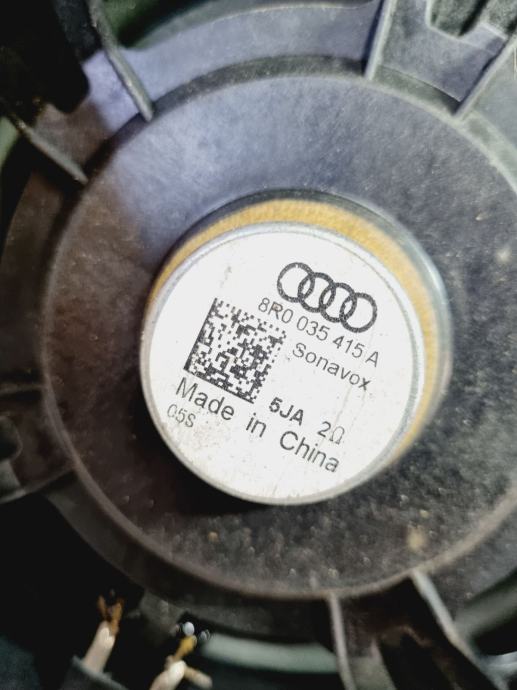 8R0 035 415 A
Sonavox
5JA 2Ω
Made in China
05S